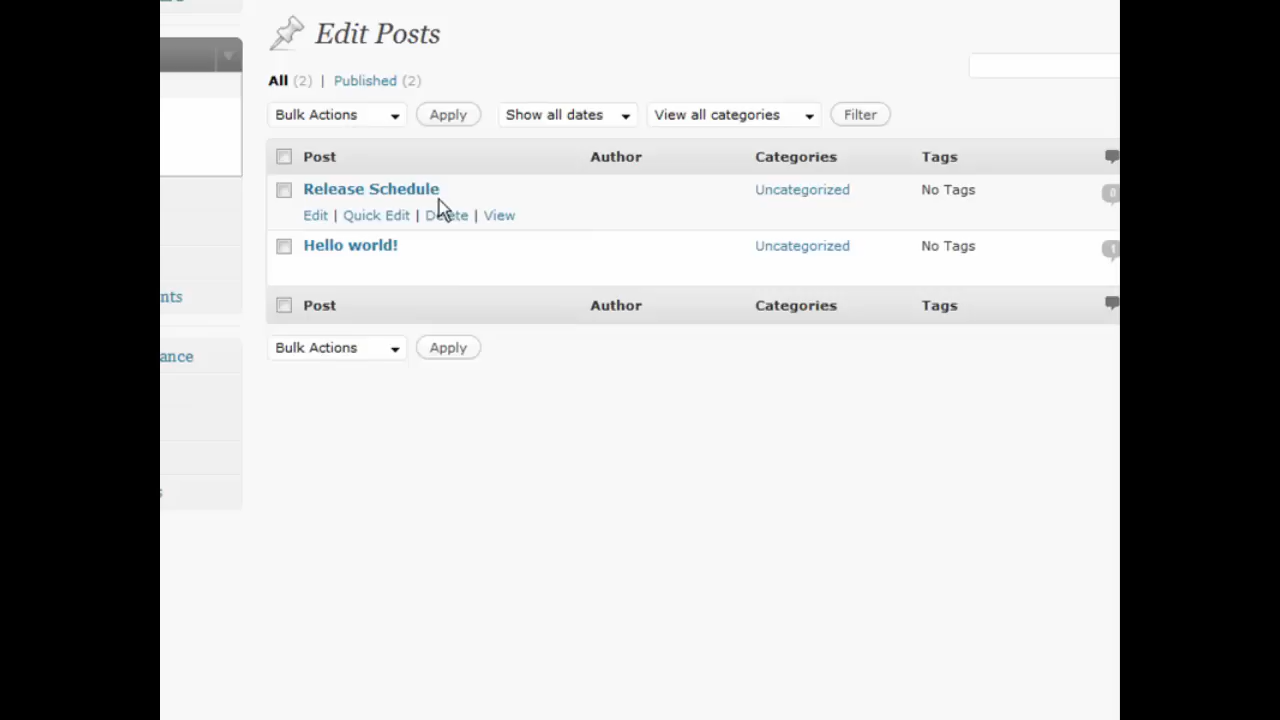 Edit Posts
All (2) | Published (2)
Bulk Actions Apply Show all dates View all categories Filter
Post Author Categories Tags
Release Schedule Uncategorized No Tags 0
Edit | Quick Edit | Delete | View
Hello world! Uncategorized No Tags 1
nts
Post Author Categories Tags
Bulk Actions Apply
ance
s